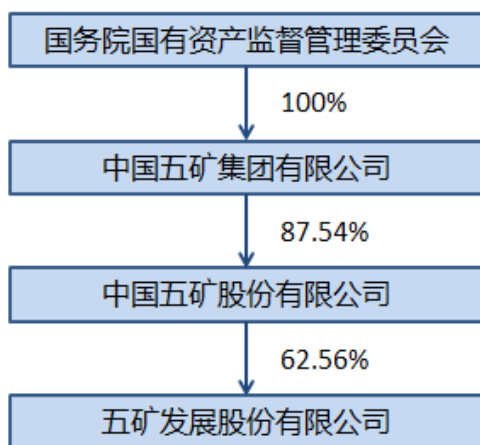 国务院国有资产监督管理委员会
100%
中国五矿集团有限公司
87.54%
中国五矿股份有限公司
62.56%
五矿发展股份有限公司